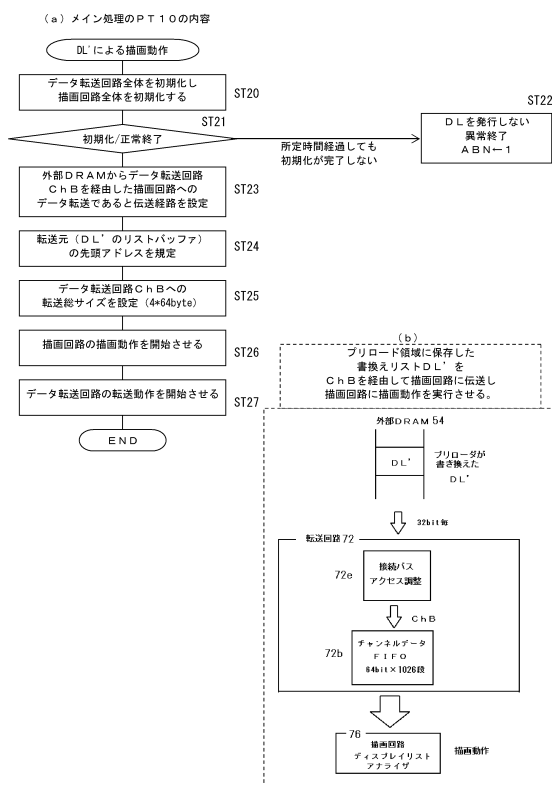 （ａ）メイン処理のＰＴ１０の内容
DL'による描画動作
データ転送回路全体を初期化し
描画回路全体を初期化する
ST20
ST21
初期化/正常終了
所定時間経過しても
初期化が完了しない
ST22
ＤＬを発行しない
異常終了
ＡＢＮ←１
外部ＤＲＡＭからデータ転送回路
ＣｈＢを経由した描画回路への
データ転送であると伝送経路を設定
ST23
転送元（ＤＬ’のリストバッファ）
の先頭アドレスを規定
ST24
データ転送回路ＣｈＢへの
転送総サイズを設定（4*64byte）
ST25
描画回路の描画動作を開始させる
ST26
データ転送回路の転送動作を開始させる
ST27
ＥＮＤ
（ｂ）
プリロード領域に保存した
書換えリストＤＬ’を
ＣｈＢを経由して描画回路に伝送し
描画回路に描画動作を実行させる。
外部ＤＲＡＭ54
ＤＬ’
プリローダが
書き換えた
ＤＬ’
32bit毎
転送回路72
72e
接続バス
アクセス調整
ＣｈＢ
72b
チャンネルデータ
ＦＩＦＯ
64bit×1026段
76
描画回路
ディスプレイリスト
アナライザ
描画動作